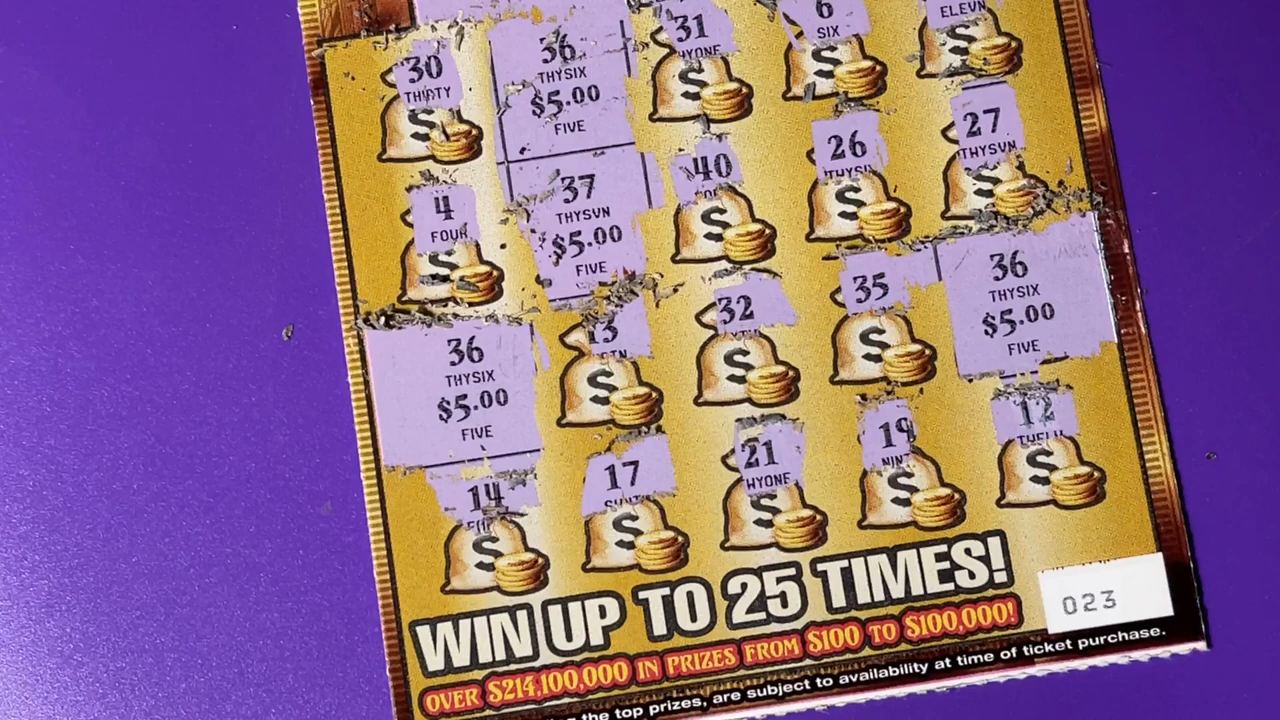 30
THIRTY
36
THYSIX
$5.00
FIVE
31
6
SIX
ELEVN
4
FOUR
37
THYSVN
$5.00
FIVE
40
26
27
36
THYSIX
$5.00
FIVE
13
32
35
36
THYSIX
$5.00
FIVE
14
17
21
19
12
WIN UP TO 25 TIMES!
023
OVER $214,100,000 IN PRIZES FROM $100 TO $100,000!
the top prizes, are subject to availability at time of ticket purchase.